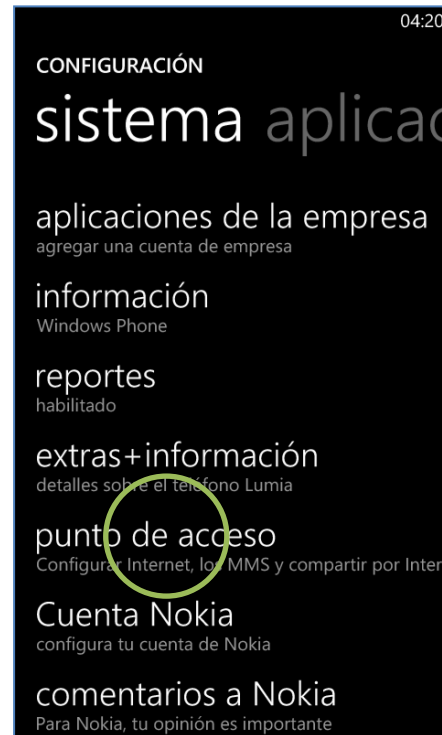 04:20
CONFIGURACIÓN
sistema aplicac
aplicaciones de la empresa
agregar una cuenta de empresa
información
Windows Phone
reportes
habilitado
extras+información
detalles sobre el teléfono Lumia
punto de acceso
Configurar Internet, los MMS y compartir por Inter
Cuenta Nokia
configura tu cuenta de Nokia
comentarios a Nokia
Para Nokia, tu opinión es importante